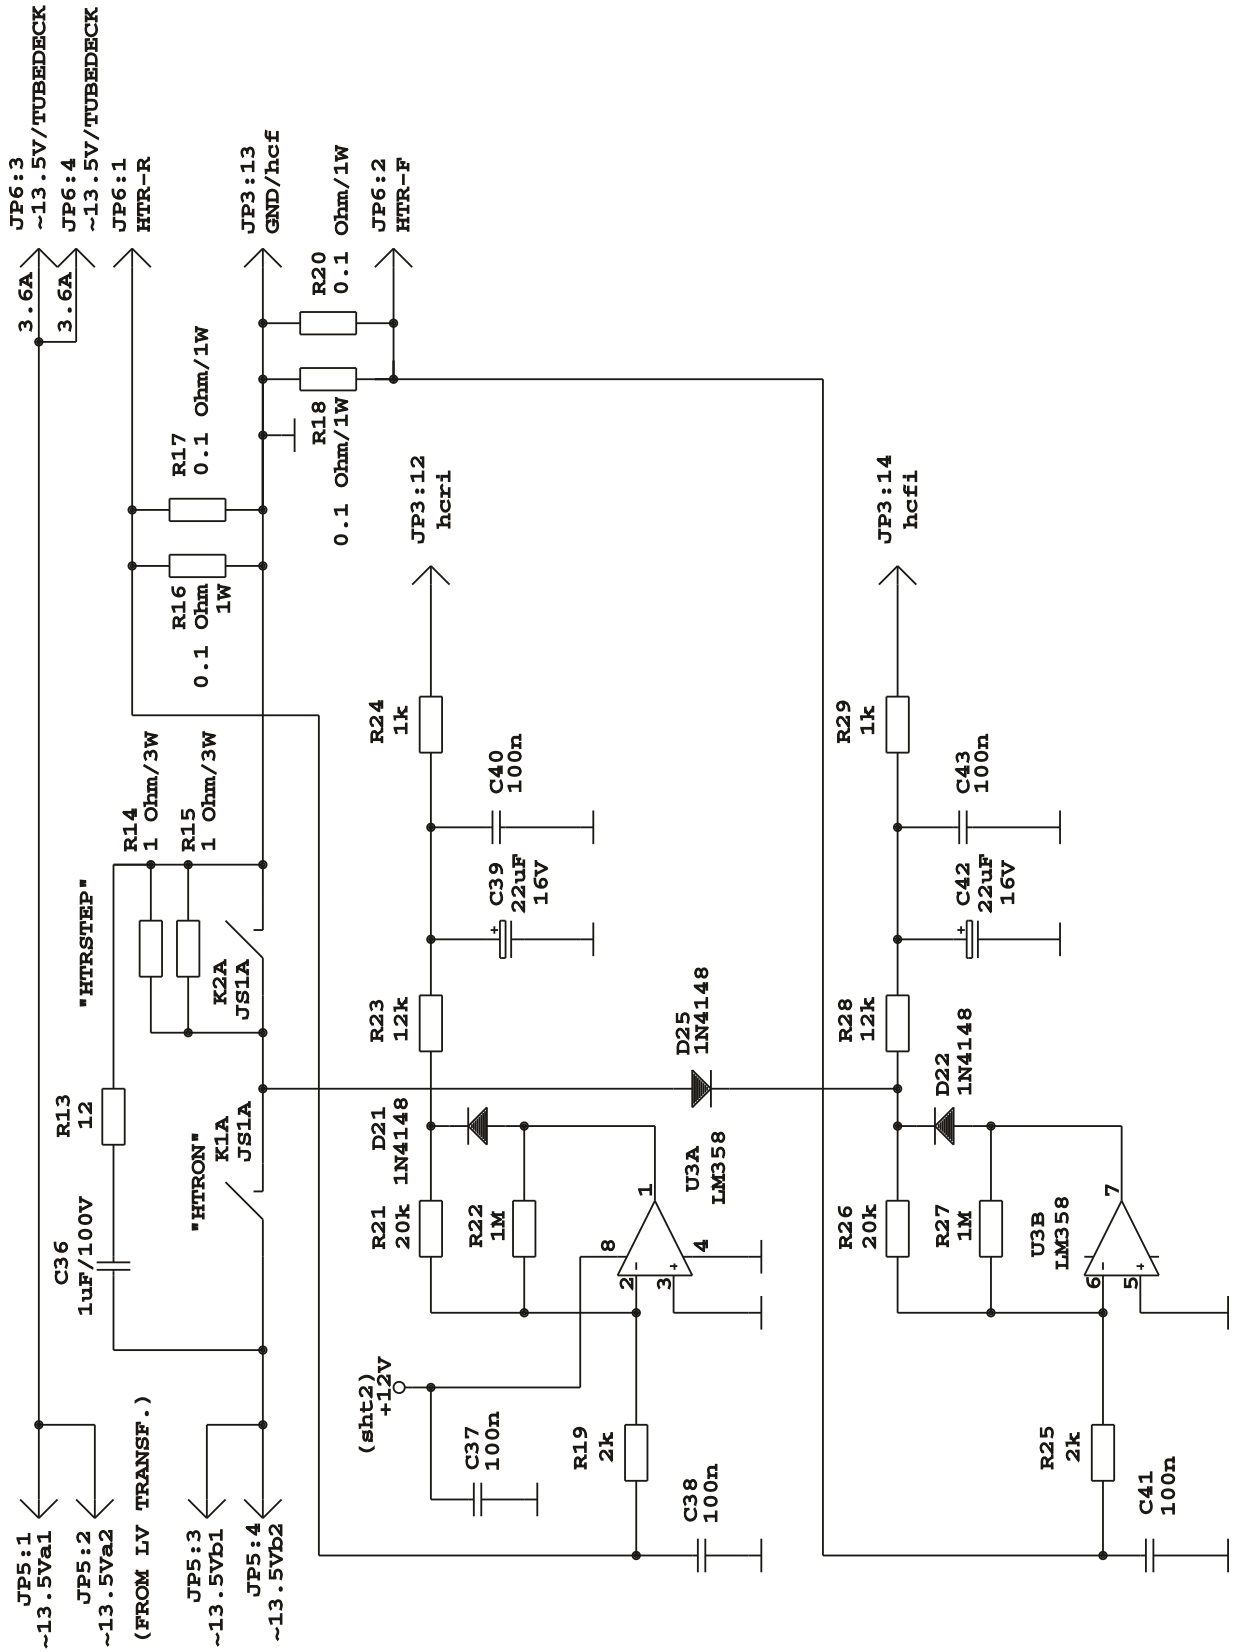 JP5:1
~13.5Va1
JP5:2
~13.5Va2
(FROM LV TRANSF.)
JP5:3
~13.5Vb1
JP5:4
~13.5Vb2
C36
1uF/100V
R13
12
"HTRSTEP"
"HTRON"
K1A
JS1A
K2A
JS1A
R14
1 Ohm/3W
R15
1 Ohm/3W
R16
0.1 Ohm
1W
R17
0.1 Ohm/1W
3.6A
3.6A
JP6:3
~13.5V/TUBEDECK
JP6:4
~13.5V/TUBEDECK
JP6:1
HTR-R
JP3:13
GND/hcf
R18
0.1 Ohm/1W
R20
0.1 Ohm/1W
JP6:2
HTR-F
(sht2)
+12V
C37
100n
R19
2k
C38
100n
R21
20k
R22
1M
D21
1N4148
8
2
-
3
+
4
1
U3A
LM358
R23
12k
C39
+
22uF
16V
C40
100n
R24
1k
JP3:12
hcri
D25
1N4148
R25
2k
C41
100n
R26
20k
R27
1M
D22
1N4148
6
-
5
+
7
U3B
LM358
R28
12k
C42
+
22uF
16V
C43
100n
R29
1k
JP3:14
hcfi